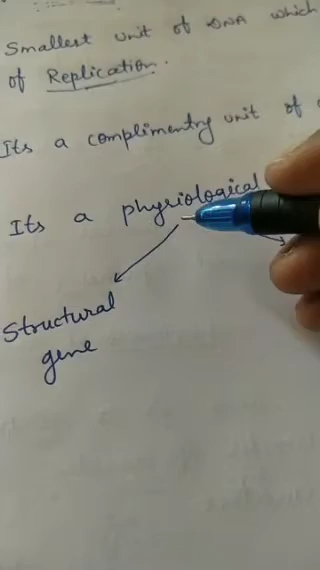 Smallest unit of DNA which
of Replication.
Its a complimentry unit of
Its a physiological
Structural
gene